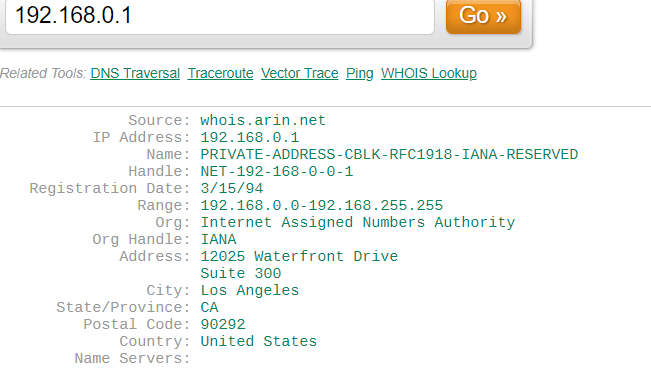 192.168.0.1 Go »
Related Tools: DNS Traversal Traceroute Vector Trace Ping WHOIS Lookup
Source: whois.arin.net
IP Address: 192.168.0.1
Name: PRIVATE-ADDRESS-CBLK-RFC1918-IANA-RESERVED
Handle: NET-192-168-0-0-1
Registration Date: 3/15/94
Range: 192.168.0.0-192.168.255.255
Org: Internet Assigned Numbers Authority
Org Handle: IANA
Address: 12025 Waterfront Drive
Suite 300
City: Los Angeles
State/Province: CA
Postal Code: 90292
Country: United States
Name Servers: